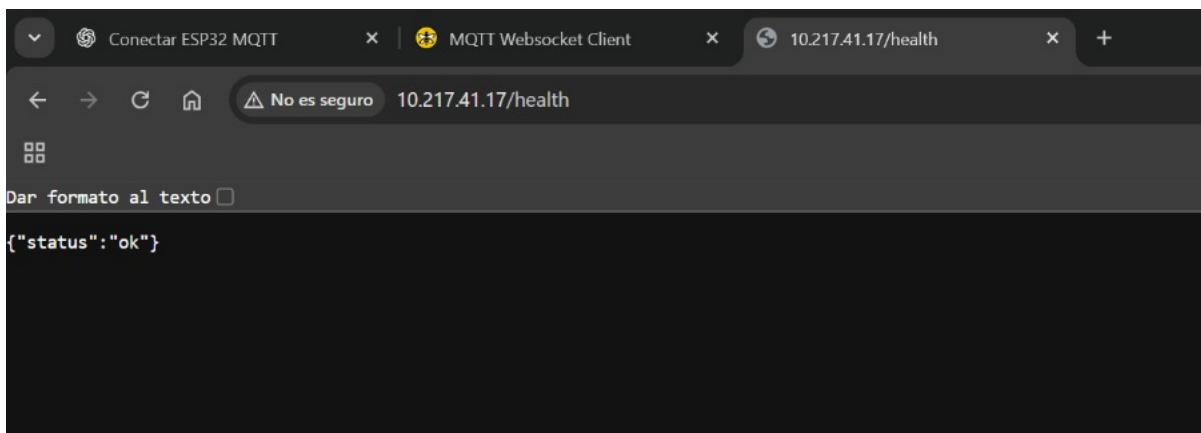 Conectar ESP32 MQTT MQTT Websocket Client 10.217.41.17/health
No es seguro 10.217.41.17/health
Dar formato al texto
{"status":"ok"}